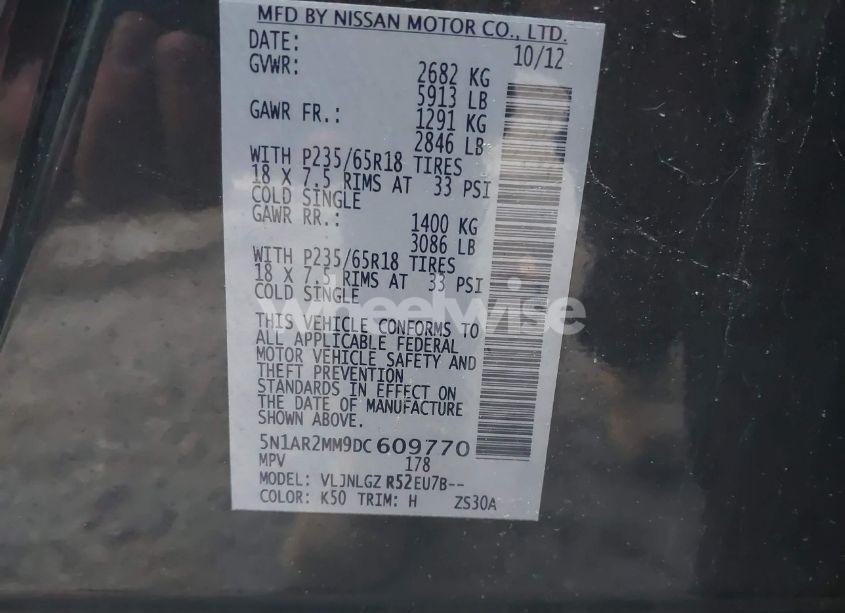 MFD BY NISSAN MOTOR CO., LTD.
DATE: 10/12
GVWR: 2682 KG
5913 LB
GAWR FR.: 1291 KG
2846 LB
WITH P235/65R18 TIRES
18 X 7.5 RIMS AT 33 PSI
COLD SINGLE
GAWR RR.: 1400 KG
3086 LB
WITH P235/65R18 TIRES
18 X 7.5 RIMS AT 33 PSI
COLD SINGLE
wheelwise
THIS VEHICLE CONFORMS TO
ALL APPLICABLE FEDERAL
MOTOR VEHICLE SAFETY AND
THEFT PREVENTION
STANDARDS IN EFFECT ON
THE DATE OF MANUFACTURE
SHOWN ABOVE.
5N1AR2MM9DC609770
MPV 178
MODEL: VLJNLGZ R52EU7B--
COLOR: K50 TRIM: H ZS30A